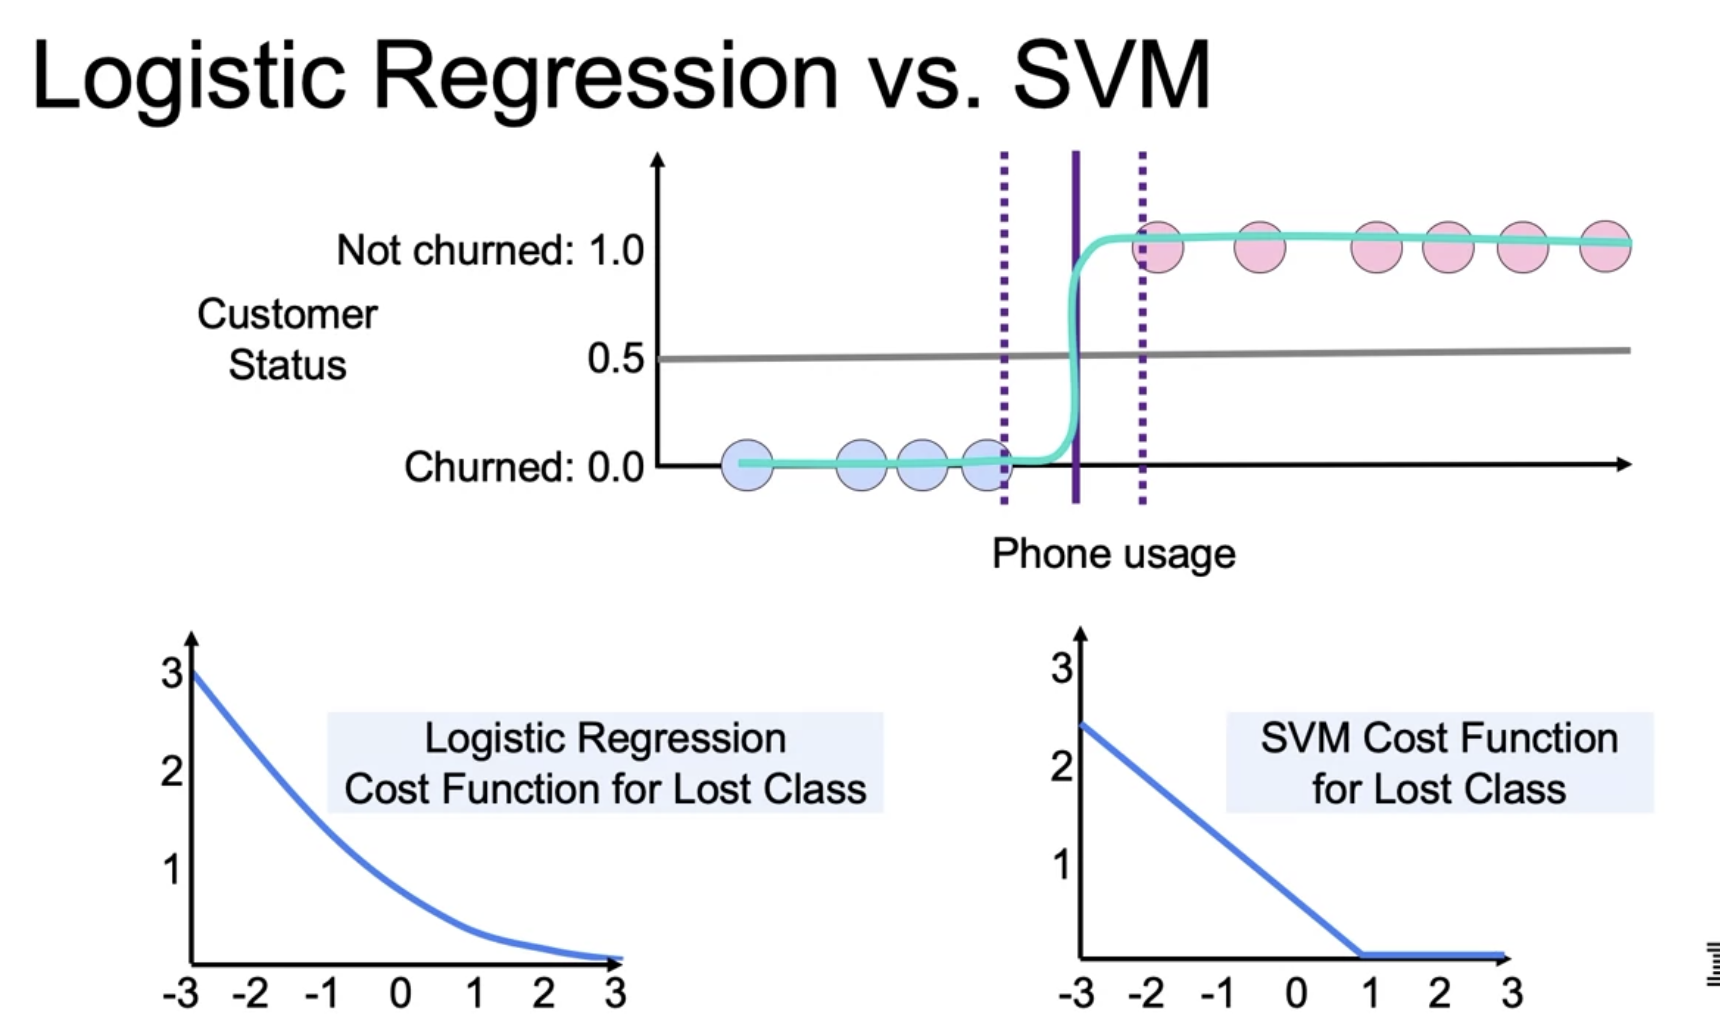 Logistic Regression vs. SVM
Not churned: 1.0
Customer
Status
0.5
Churned: 0.0
Phone usage
3
2
1
Logistic Regression
Cost Function for Lost Class
-3 -2 -1 0 1 2 3
3
2
1
SVM Cost Function
for Lost Class
-3 -2 -1 0 1 2 3